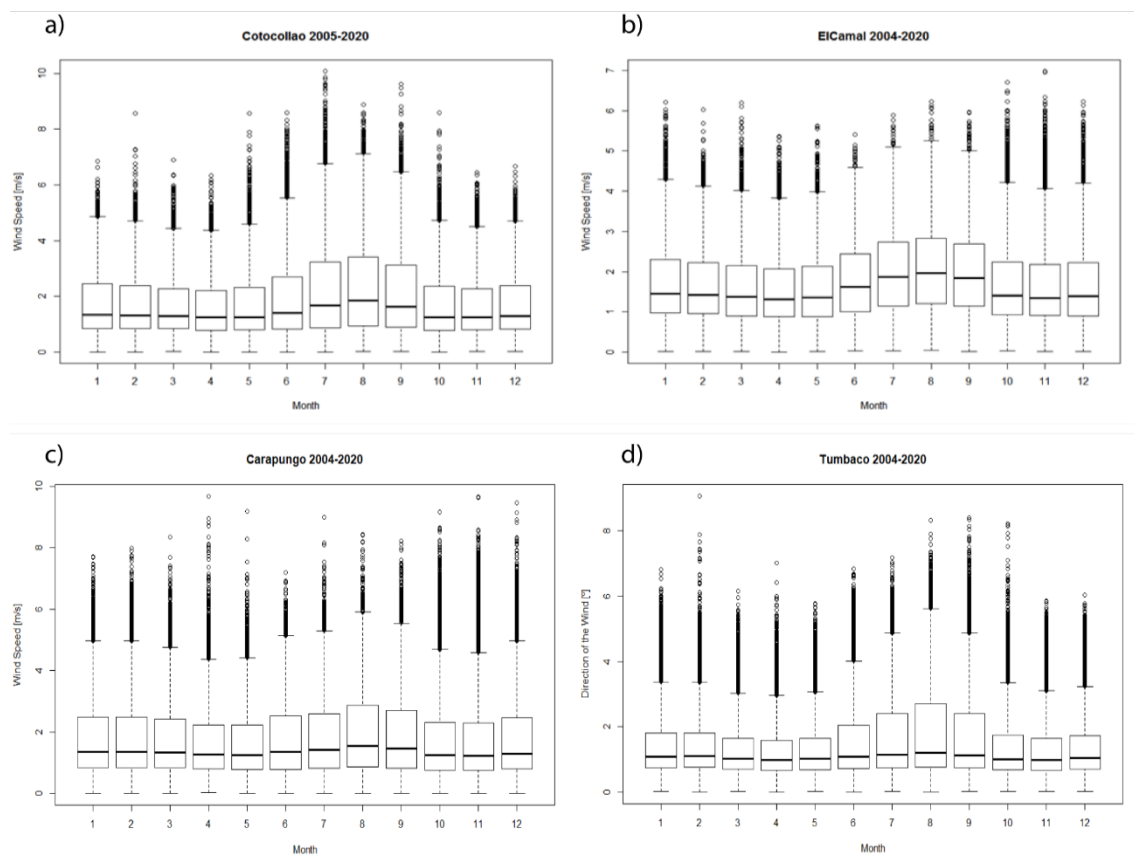 a)
Cotocollao 2005-2020
Wind Speed [m/s]
10
8
6
4
2
0
1 2 3 4 5 6 7 8 9 10 11 12
Month
b)
ElCamal 2004-2020
Wind Speed [m/s]
7
6
5
4
3
2
1
0
1 2 3 4 5 6 7 8 9 10 11 12
Month
c)
Carapungo 2004-2020
Wind Speed [m/s]
10
8
6
4
2
0
1 2 3 4 5 6 7 8 9 10 11 12
Month
d)
Tumbaco 2004-2020
Direction of the Wind [º]
8
6
4
2
0
1 2 3 4 5 6 7 8 9 10 11 12
Month